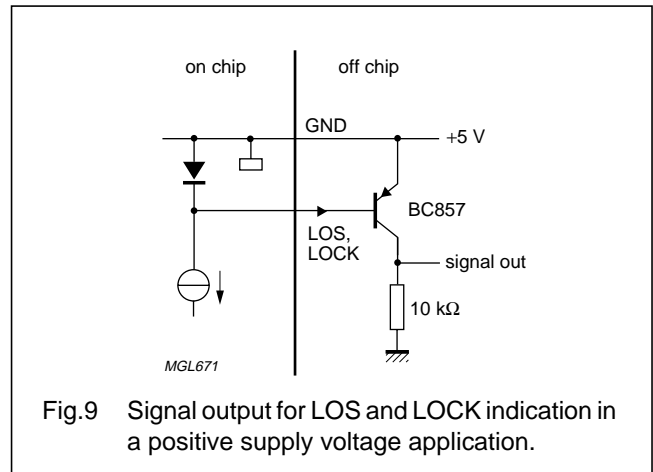 on chip
off chip
GND
+5 V
BC857
LOS,
LOCK
signal out
10 kΩ
MGL671
Fig.9 Signal output for LOS and LOCK indication in
a positive supply voltage application.